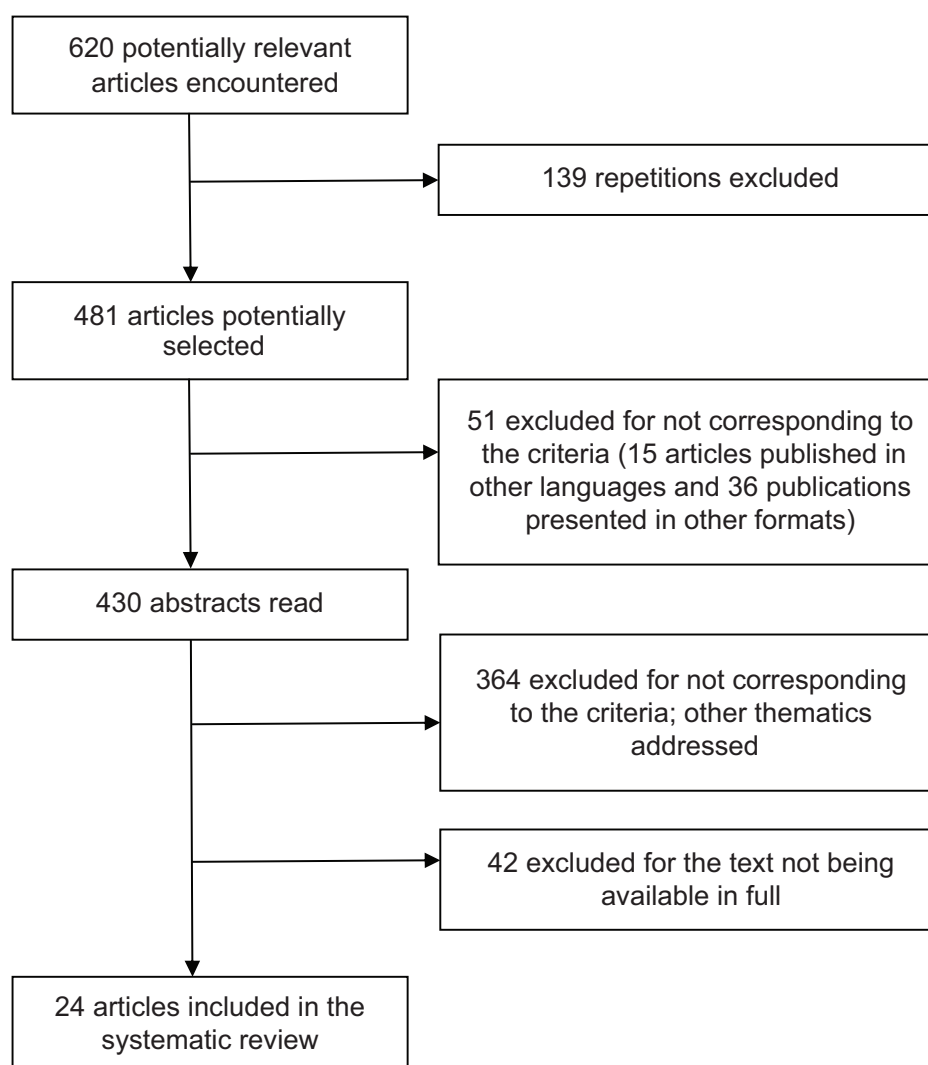 620 potentially relevant
articles encountered
139 repetitions excluded
481 articles potentially
selected
51 excluded for not corresponding to
the criteria (15 articles published in
other languages and 36 publications
presented in other formats)
430 abstracts read
364 excluded for not corresponding
to the criteria; other thematics
addressed
42 excluded for the text not being
available in full
24 articles included in the
systematic review